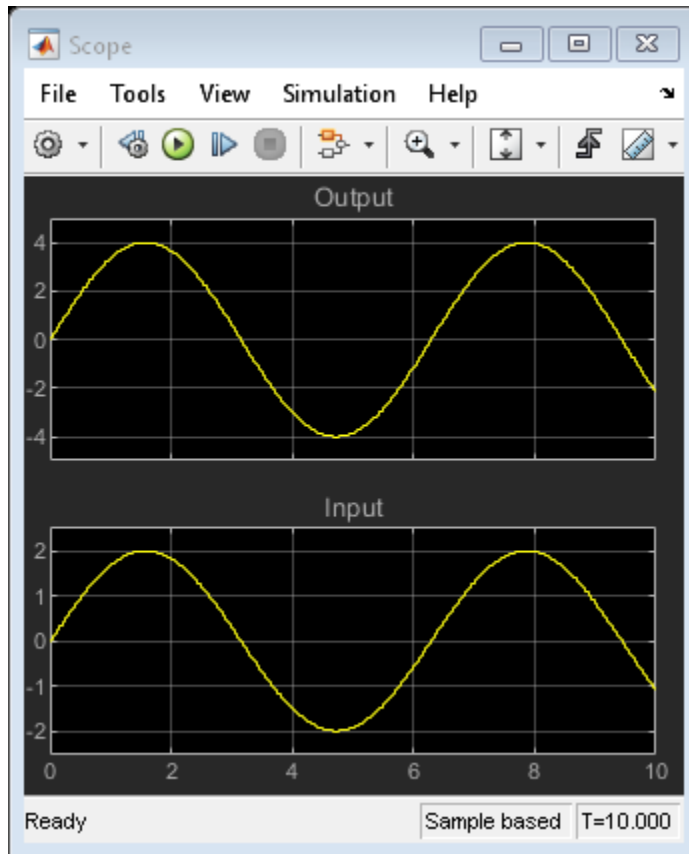 Scope
File Tools View Simulation Help
Output
4
2
0
-2
-4
Input
2
1
0
-1
-2
0 2 4 6 8 10
Ready Sample based T=10.000